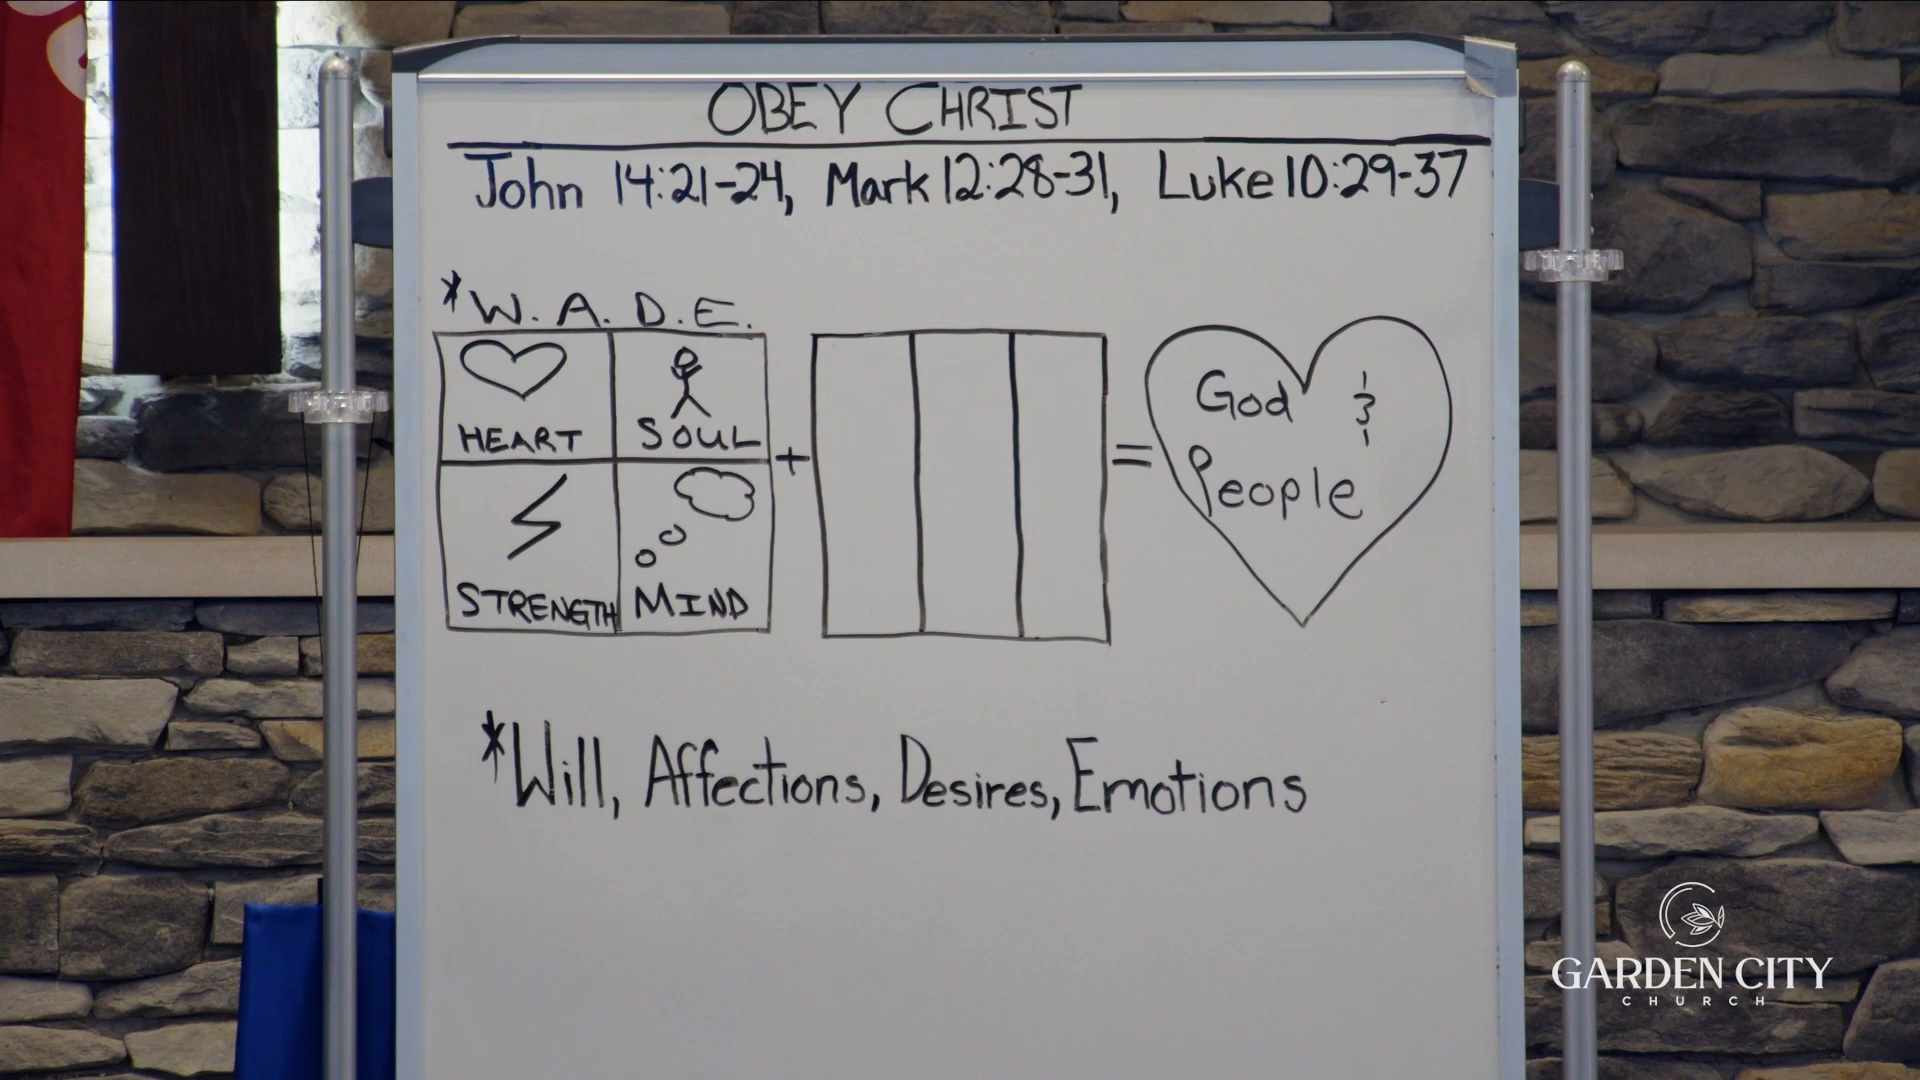 OBEY CHRIST
John 14:21-24, Mark 12:28-31, Luke 10:29-37
*W. A. D. E.
HEART
SOUL
STRENGTH
MIND
+
=
God &
People
*Will, Affections, Desires, Emotions
GARDEN CITY
CHURCH